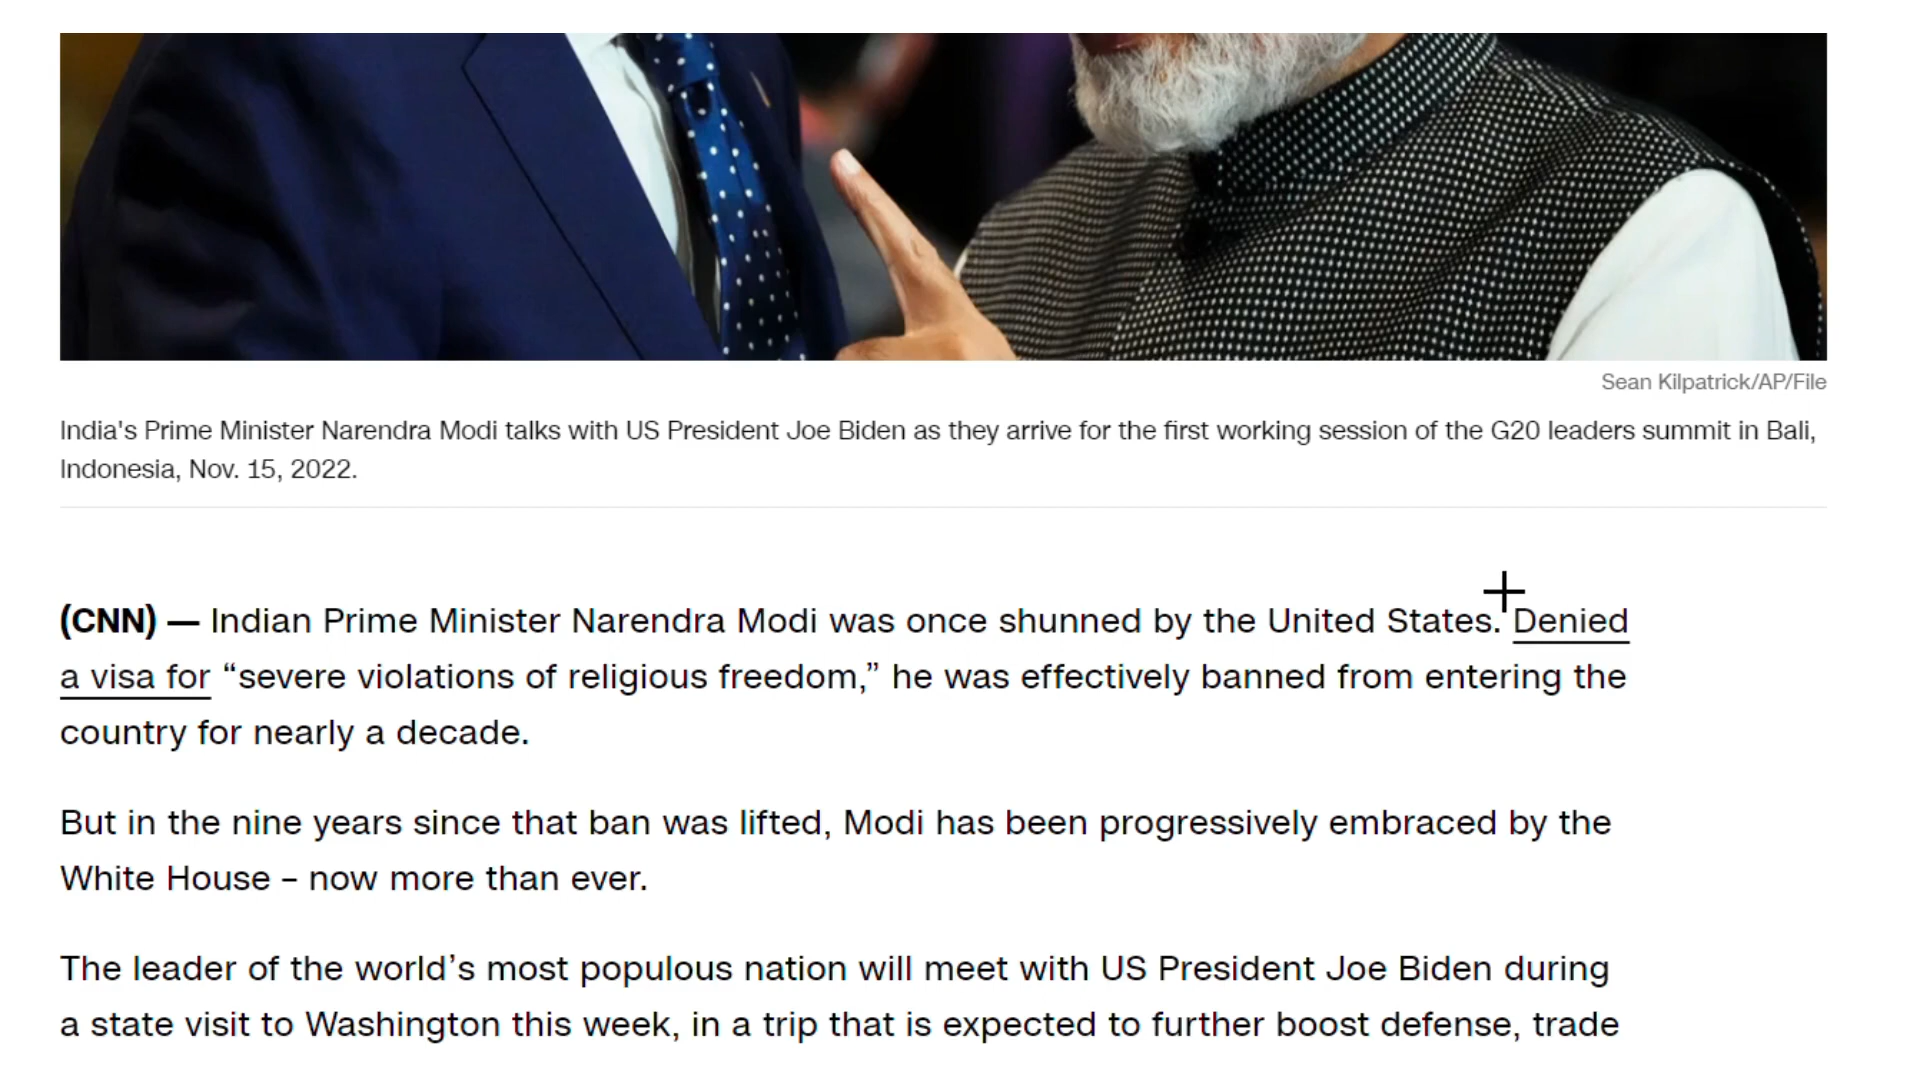 Sean Kilpatrick/AP/File
India's Prime Minister Narendra Modi talks with US President Joe Biden as they arrive for the first working session of the G20 leaders summit in Bali,
Indonesia, Nov. 15, 2022.
(CNN) — Indian Prime Minister Narendra Modi was once shunned by the United States. Denied
a visa for “severe violations of religious freedom,” he was effectively banned from entering the
country for nearly a decade.
But in the nine years since that ban was lifted, Modi has been progressively embraced by the
White House – now more than ever.
The leader of the world’s most populous nation will meet with US President Joe Biden during
a state visit to Washington this week, in a trip that is expected to further boost defense, trade